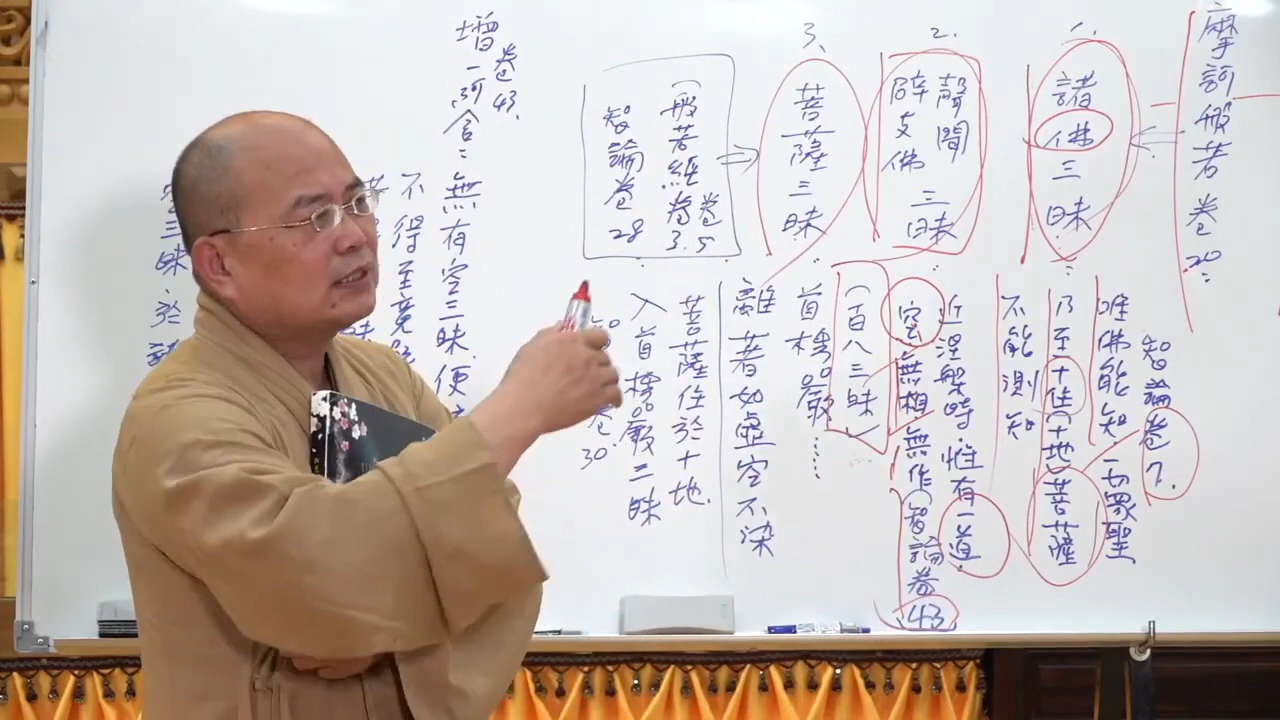 摩訶般若卷20：
1、
諸佛三昧
智論卷7.
唯佛能知一切眾聖
乃至十住(十地)菩薩
不能測知
2.
聲聞
辟支佛
三昧
近涅槃時.惟有一道
空無相無作
(智論卷43
3、
菩薩三昧
(百八三昧)
首楞嚴……
離著如虛空不染
(般若經卷3.卷5
智論卷28
菩薩住於十地.
入首楞嚴三昧
卷30
增一阿含：
卷43.
無有空三昧.便
不得至竟
三昧於